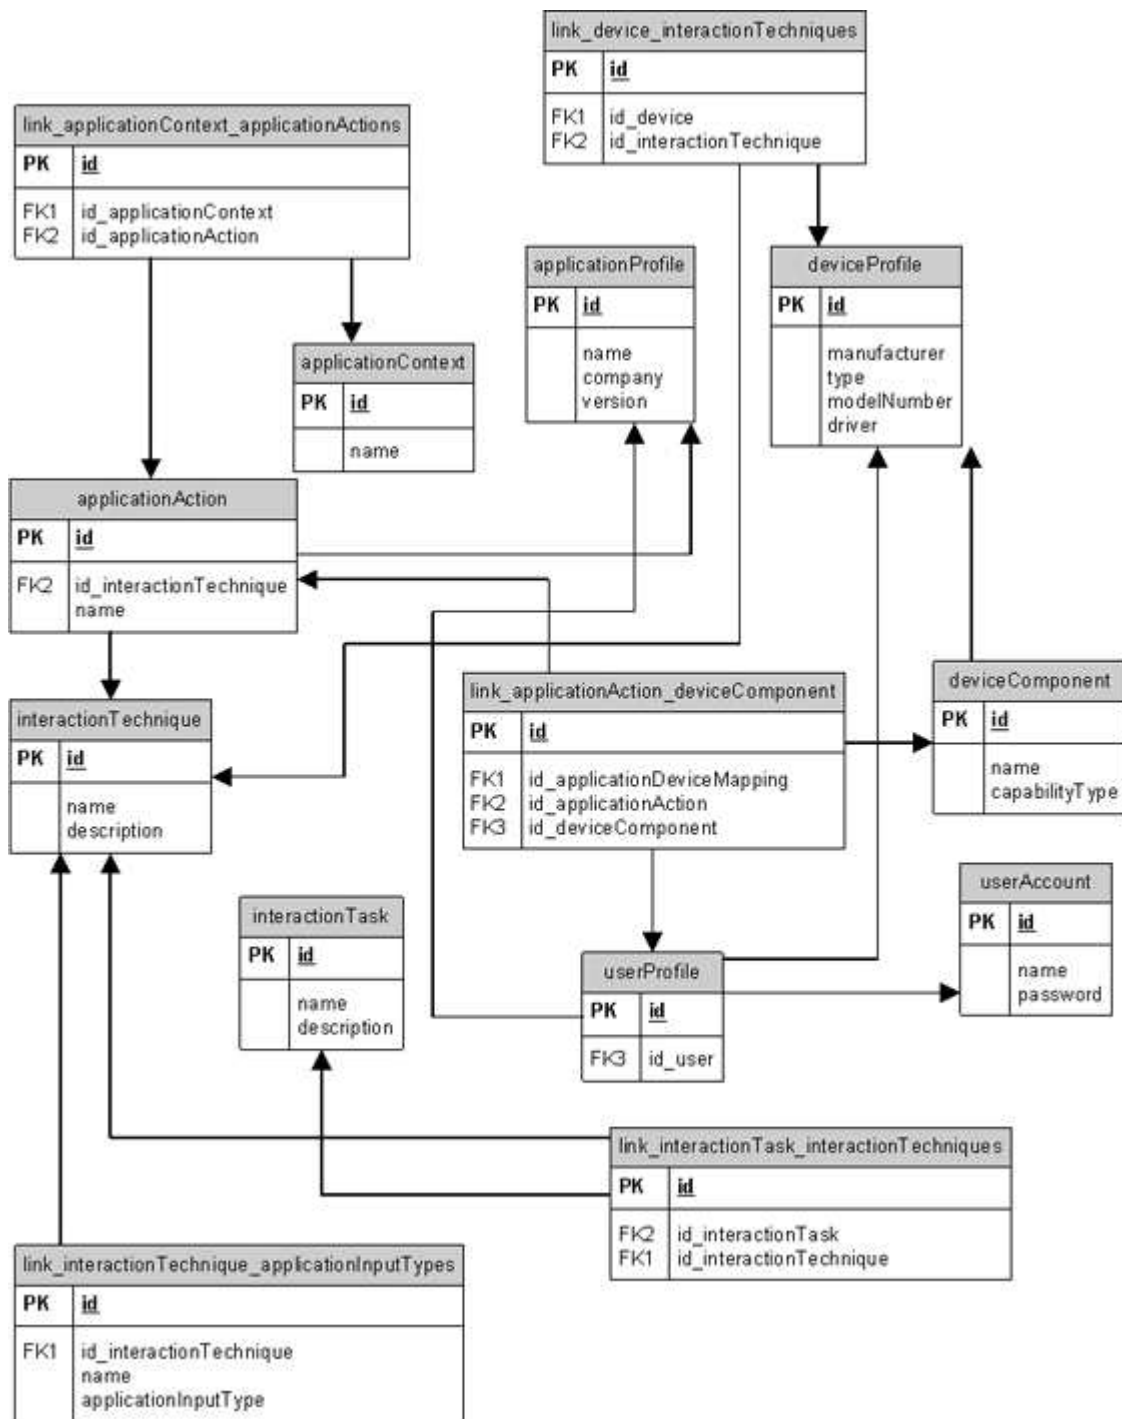 link_device_interactionTechniques
PK id
FK1 id_device
FK2 id_interactionTechnique
link_applicationContext_applicationActions
PK id
FK1 id_applicationContext
FK2 id_applicationAction
applicationProfile
PK id
name
company
version
deviceProfile
PK id
manufacturer
type
modelNumber
driver
applicationContext
PK id
name
applicationAction
PK id
FK2 id_interactionTechnique
name
interactionTechnique
PK id
name
description
link_applicationAction_deviceComponent
PK id
FK1 id_applicationDeviceMapping
FK2 id_applicationAction
FK3 id_deviceComponent
deviceComponent
PK id
name
capabilityType
userAccount
PK id
name
password
interactionTask
PK id
name
description
userProfile
PK id
FK3 id_user
link_interactionTask_interactionTechniques
PK id
FK2 id_interactionTask
FK1 id_interactionTechnique
link_interactionTechnique_applicationInputTypes
PK id
FK1 id_interactionTechnique
name
applicationInputType